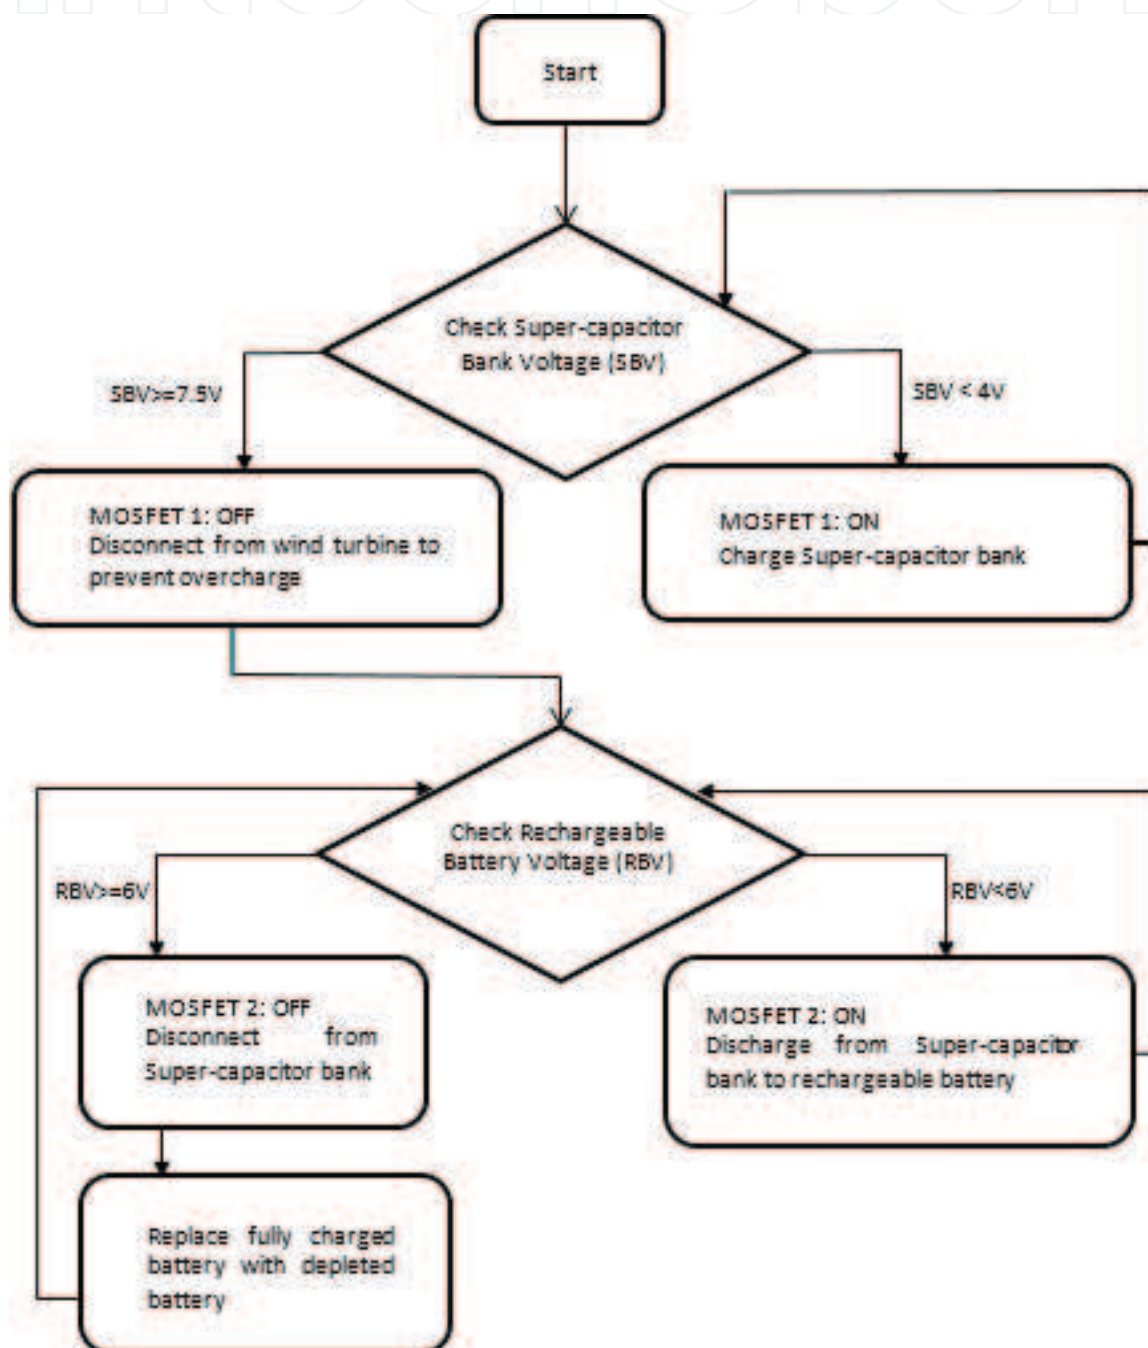 Start
Check Super-capacitor
Bank Voltage (SBV)
SBV>=7.5V
SBV < 4V
MOSFET 1: OFF
Disconnect from wind turbine to
prevent overcharge
MOSFET 1: ON
Charge Super-capacitor bank
Check Rechargeable
Battery Voltage (RBV)
RBV>=6V
RBV<6V
MOSFET 2: OFF
Disconnect from
Super-capacitor bank
MOSFET 2: ON
Discharge from Super-capacitor
bank to rechargeable battery
Replace fully charged
battery with depleted
battery